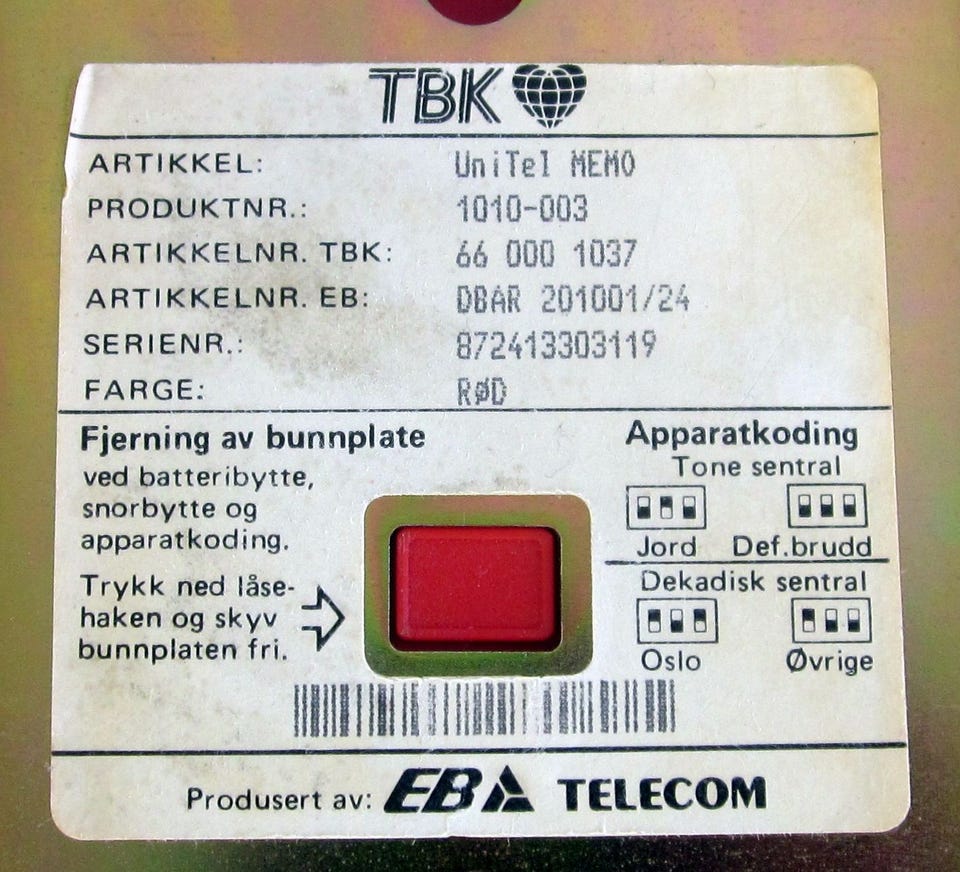 TBK
ARTIKKEL: UniTel MEMO
PRODUKTNR.: 1010-003
ARTIKKELNR. TBK: 66 000 1037
ARTIKKELNR. EB: DBAR 201001/24
SERIENR.: 872413303119
FARGE: RØD
Fjerning av bunnplate
ved batteribytte,
snorbytte og
apparatkoding.
Trykk ned låse-
haken og skyv
bunnplaten fri.
Apparatkoding
Tone sentral
Jord Def.brudd
Dekadisk sentral
Oslo Øvrige
Produsert av: EB TELECOM